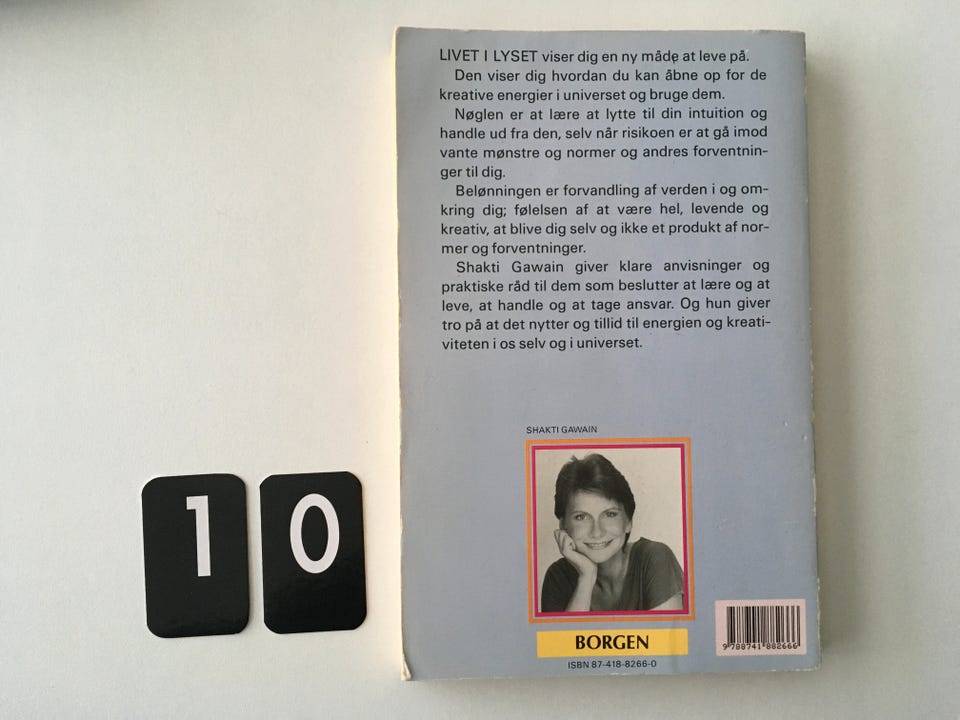 LIVET I LYSET viser dig en ny måde at leve på.
Den viser dig hvordan du kan åbne op for de
kreative energier i universet og bruge dem.
Nøglen er at lære at lytte til din intuition og
handle ud fra den, selv når risikoen er at gå imod
vante mønstre og normer og andres forventnin-
ger til dig.
Belønningen er forvandling af verden i og om-
kring dig; følelsen af at være hel, levende og
kreativ, at blive dig selv og ikke et produkt af nor-
mer og forventninger.
Shakti Gawain giver klare anvisninger og
praktiske råd til dem som beslutter at lære og at
leve, at handle og at tage ansvar. Og hun giver
tro på at det nytter og tillid til energien og kreati-
viteten i os selv og i universet.
SHAKTI GAWAIN
1 0
BORGEN
ISBN 87-418-8266-0
9 788741 882666